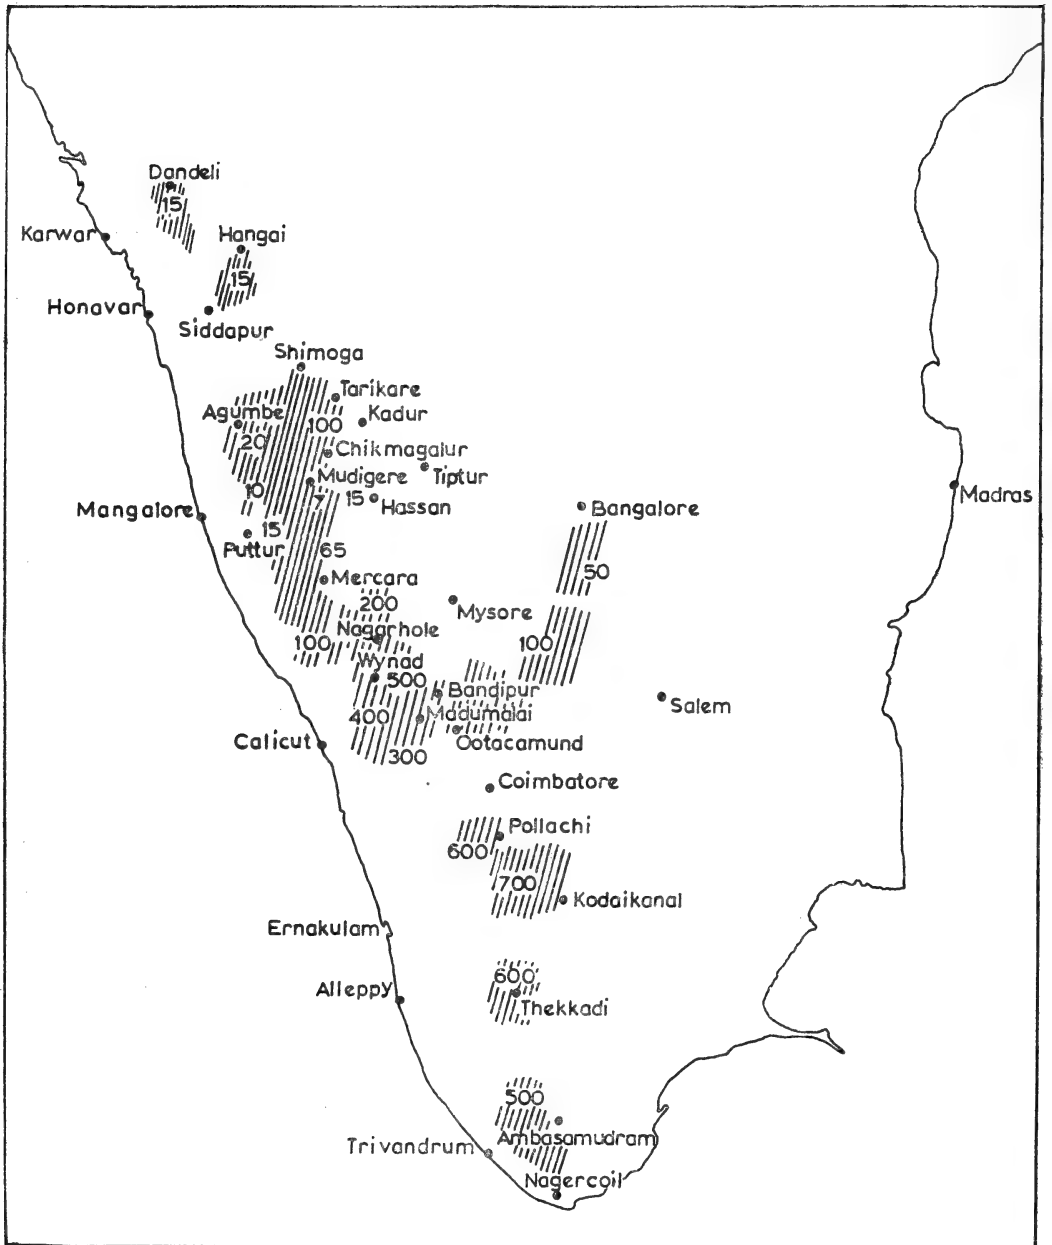 Dandeli
15
Karwar
Hangai
15
Honavar
Siddapur
Shimoga
Tarikare
Agumbe
Kadur
100
20
Chikmagalur
Tiptur
Mudigere
10
7
15
Hassan
Mangalore
Bangalore
Madras
15
Puttur
65
50
Mercara
200
Mysore
Nagarhole
100
100
Wynad
500
Bandipur
Salem
400
Madumalai
Calicut
Ootacamund
300
Coimbatore
Pollachi
600
700
Kodaikanal
Ernakulam
600
Alleppy
Thekkadi
500
Ambasamudram
Trivandrum
Nagercoil